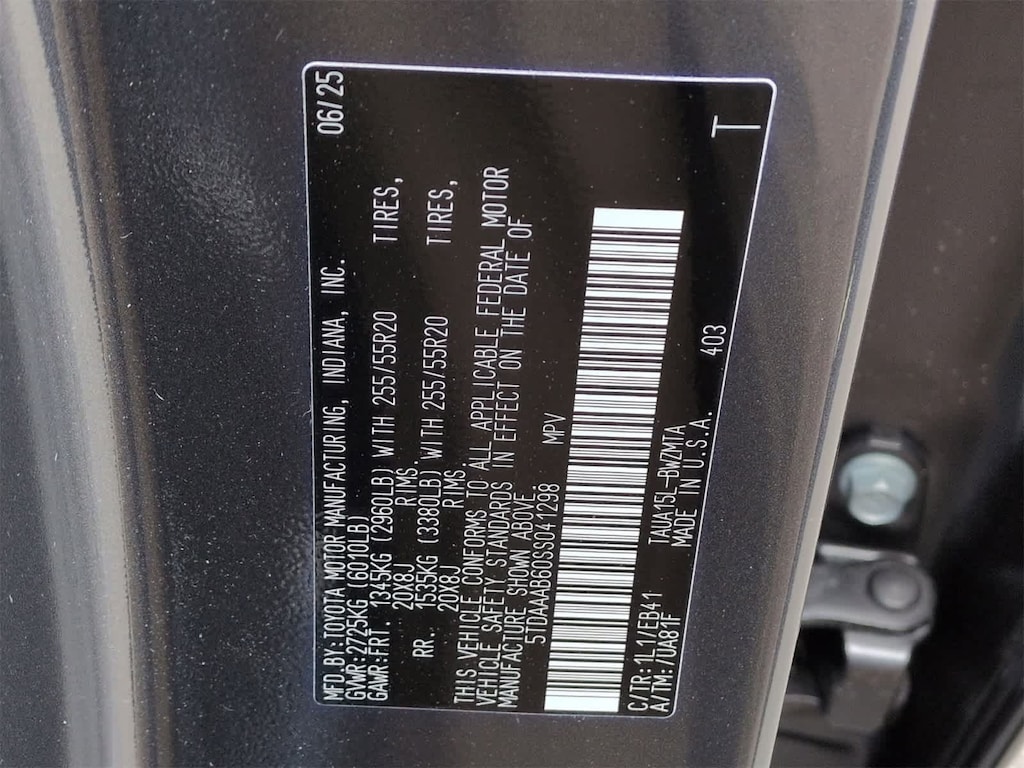 MFD.BY:TOYOTA MOTOR MANUFACTURING, INDIANA, INC. 06/25
GVWR:2725KG(6010LB)
GAWR:FRT. 1345KG (2960LB) WITH 255/55R20 TIRES,
20X8J RIMS.
RR. 1535KG (3380LB) WITH 255/55R20 TIRES,
20X8J RIMS.
THIS VEHICLE CONFORMS TO ALL APPLICABLE FEDERAL MOTOR
VEHICLE SAFETY STANDARDS IN EFFECT ON THE DATE OF
MANUFACTURE SHOWN ABOVE.
5TDAAAB60SS041298 MPV
C/TR:1L1/EB41 TAUA15L-BWZMTA
A/TM:/UA81F MADE IN U.S.A. 403 T